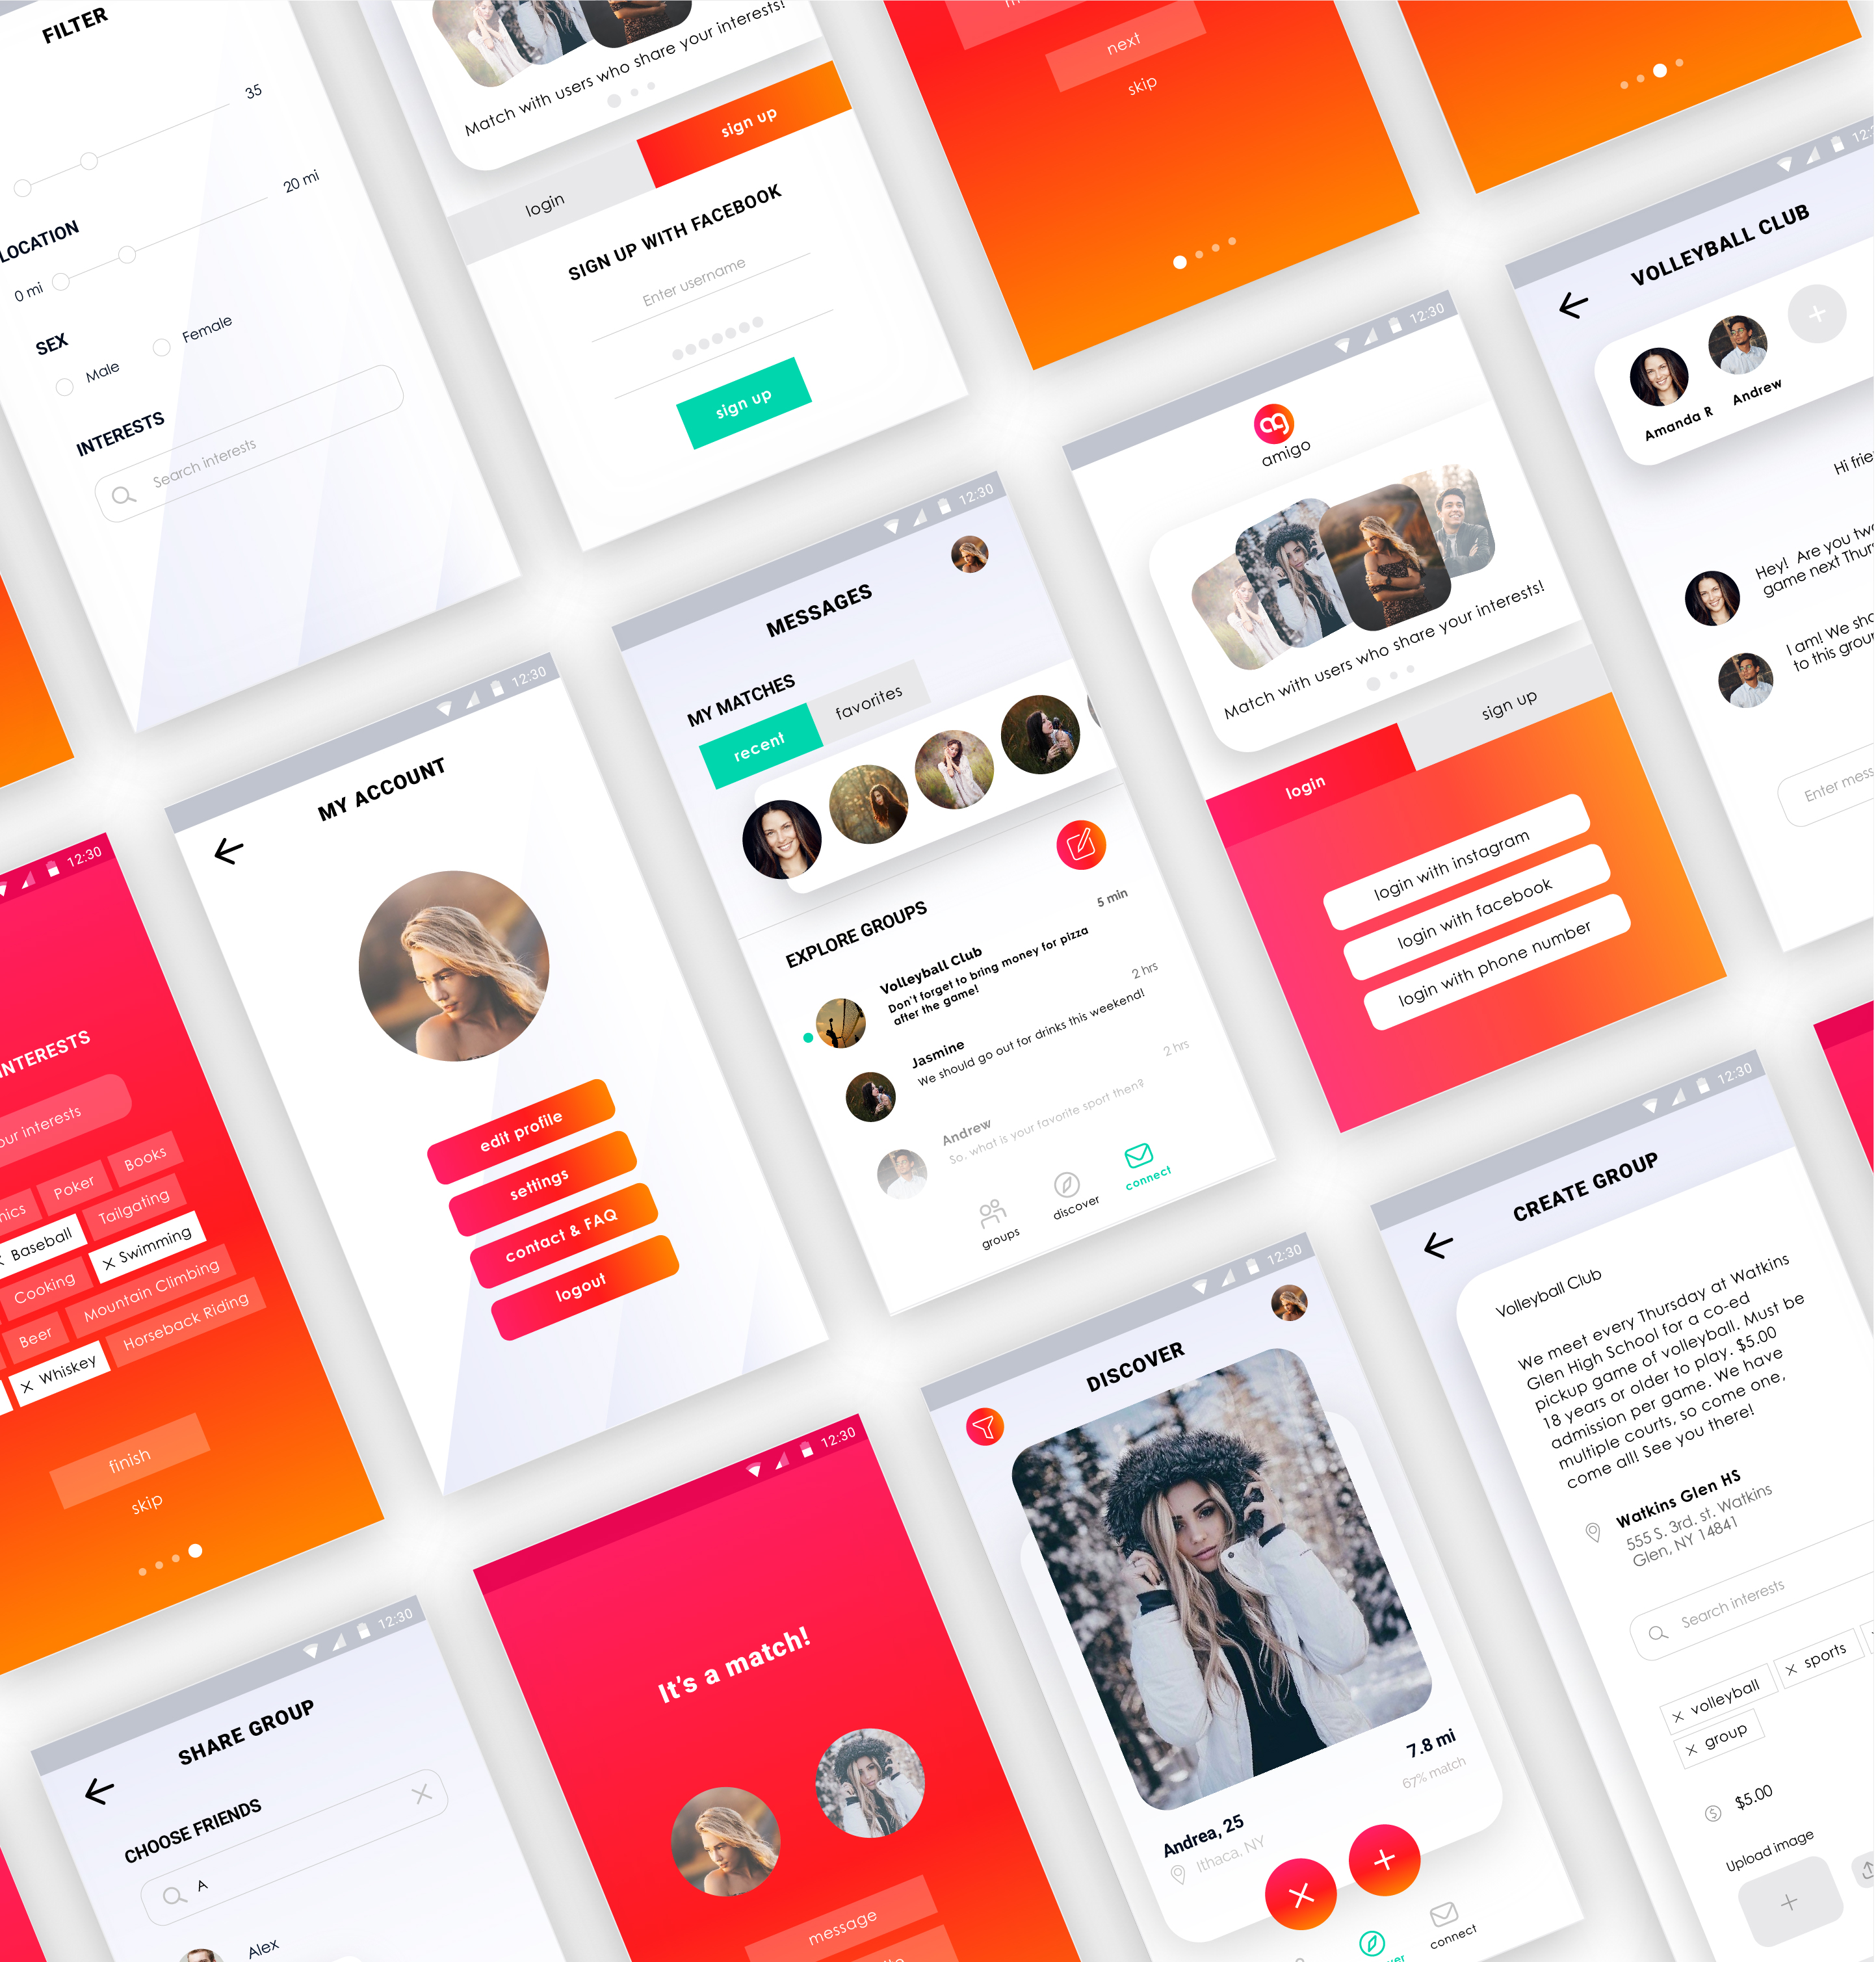 FILTER
35
20 mi
LOCATION
0 mi
SEX
Male
Female
INTERESTS
Search interests
Match with users who share your interests!
login
sign up
SIGN UP WITH FACEBOOK
Enter username
sign up
next
skip
12:30
VOLLEYBALL CLUB
Amanda R
Andrew
Hi
Hey! Are you
game next
I am! We
to this
Enter
12:30
amigo
Match with users who share your interests!
login
sign up
login with instagram
login with facebook
login with phone number
12:30
MESSAGES
MY MATCHES
recent
favorites
EXPLORE GROUPS
5 min
Volleyball Club
Don't forget to bring money for pizza
after the game!
2 hrs
Jasmine
We should go out for drinks this weekend!
2 hrs
Andrew
So, what is your favorite sport then?
groups
discover
connect
12:30
MY ACCOUNT
edit profile
settings
contact & FAQ
logout
12:30
INTERESTS
interests
Poker
Books
Baseball
Tailgating
Cooking
Swimming
Beer
Mountain Climbing
Whiskey
Horseback Riding
finish
skip
12:30
CREATE GROUP
Volleyball Club
We meet every Thursday at Watkins
Glen High School for a co-ed
pickup game of volleyball. Must be
18 years or older to play. $5.00
admission per game. We have
multiple courts, so come one,
come all! See you there!
Watkins Glen HS
555 S. 3rd. st. Watkins
Glen, NY 14841
Search interests
volleyball
sports
group
$5.00
Upload image
12:30
DISCOVER
7.8 mi
67% match
Andrea, 25
Ithaca, NY
connect
12:30
It's a match!
message
12:30
SHARE GROUP
CHOOSE FRIENDS
A
Alex